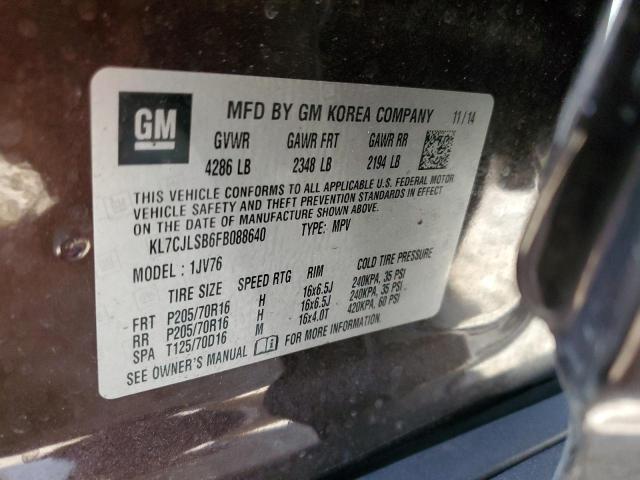 GM
MFD BY GM KOREA COMPANY 11/14
GVWR GAWR FRT GAWR RR
4286 LB 2348 LB 2194 LB
THIS VEHICLE CONFORMS TO ALL APPLICABLE U.S. FEDERAL MOTOR
VEHICLE SAFETY AND THEFT PREVENTION STANDARDS IN EFFECT
ON THE DATE OF MANUFACTURE SHOWN ABOVE.
KL7CJLSB6FB088640 TYPE: MPV
MODEL : 1JV76
TIRE SIZE SPEED RTG RIM COLD TIRE PRESSURE
FRT P205/70R16 H 16x6.5J 240KPA, 35 PSI
RR P205/70R16 H 16x6.5J 240KPA, 35 PSI
SPA T125/70D16 M 16x4.0T 420KPA, 60 PSI
SEE OWNER'S MANUAL FOR MORE INFORMATION.